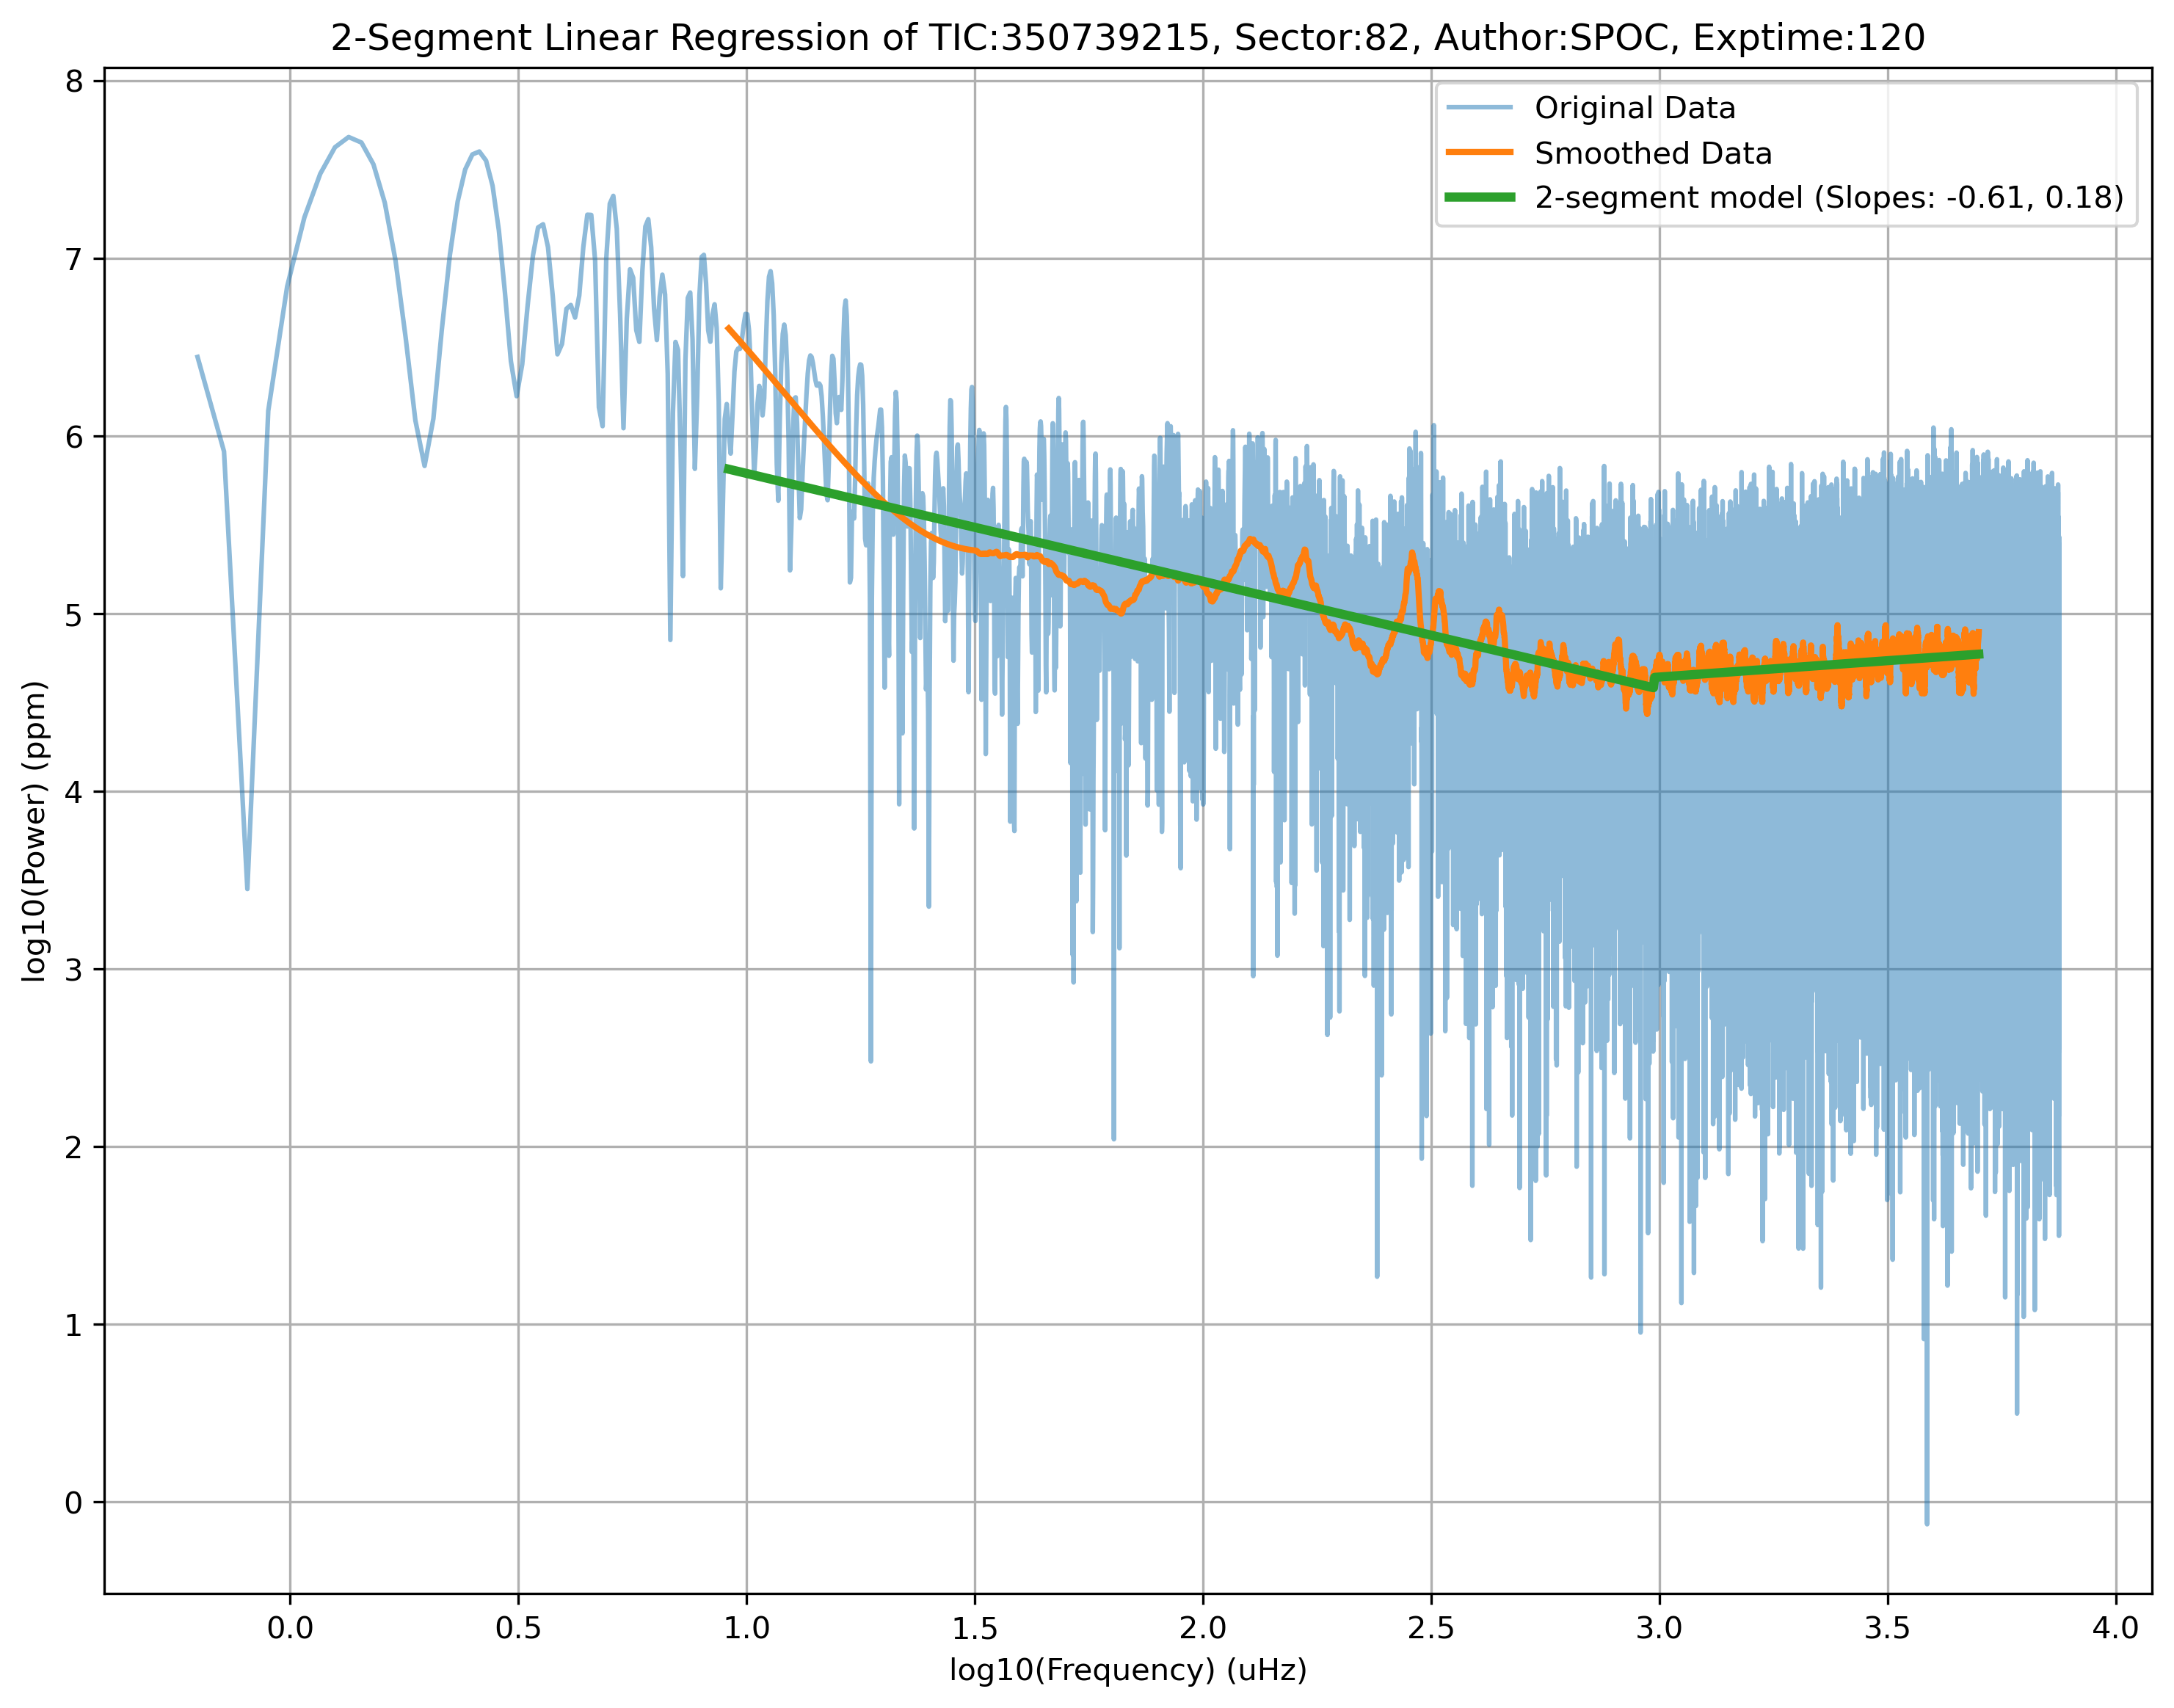 2-Segment Linear Regression of TIC:350739215, Sector:82, Author:SPOC, Exptime:120
Original Data
Smoothed Data
2-segment model (Slopes: -0.61, 0.18)
log10(Power) (ppm)
8
7
6
5
4
3
2
1
0
0.0 0.5 1.0 1.5 2.0 2.5 3.0 3.5 4.0
log10(Frequency) (uHz)